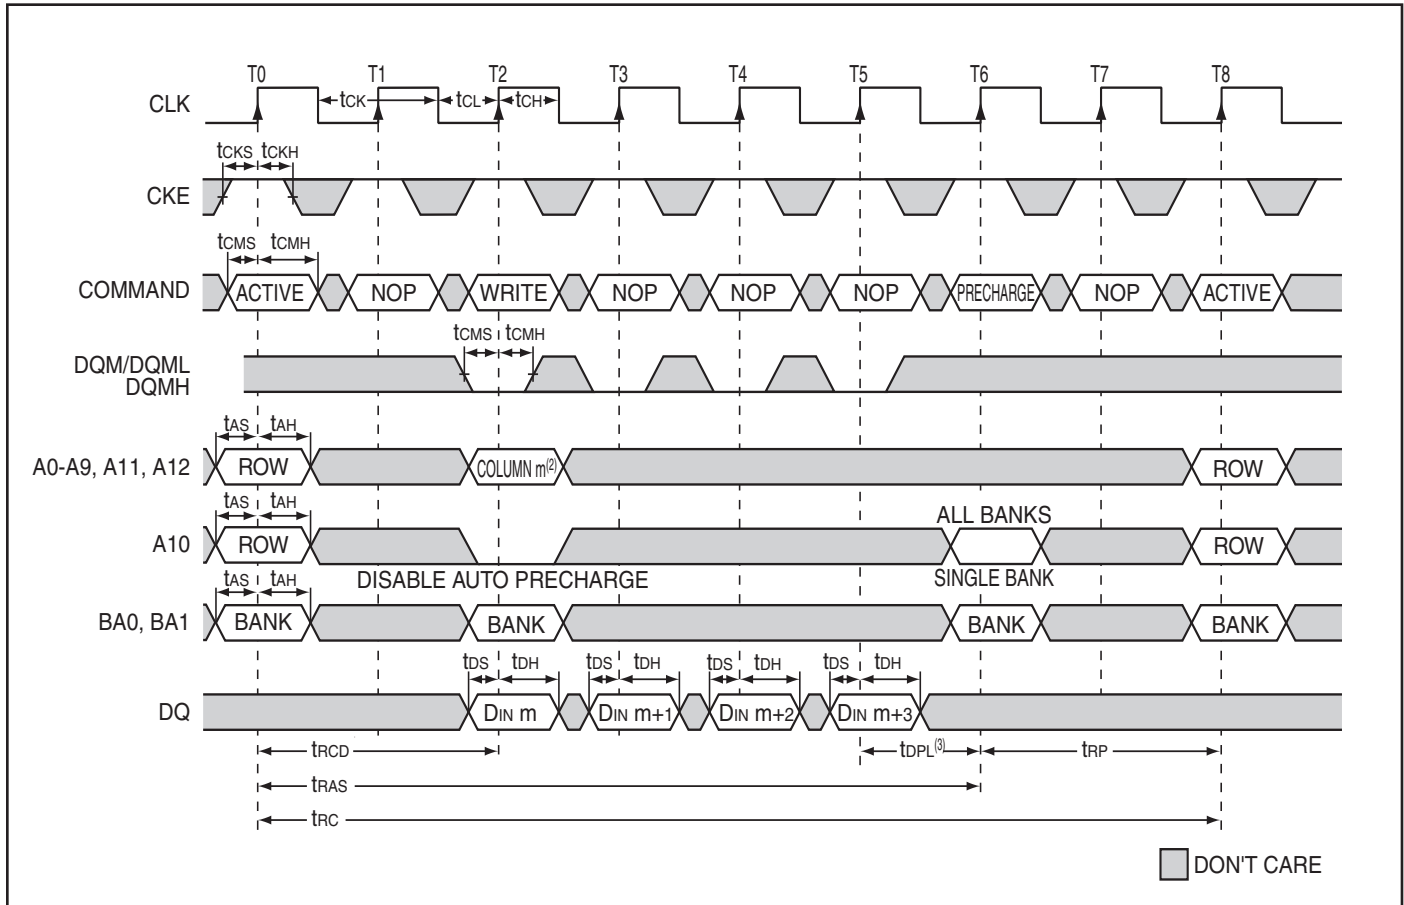 T0 T1 T2 T3 T4 T5 T6 T7 T8
CLK tCK tCL tCH
tCKS tCKH
CKE
tCMS tCMH
COMMAND ACTIVE NOP WRITE NOP NOP NOP PRECHARGE NOP ACTIVE
tCMS tCMH
DQM/DQML
DQMH
tAS tAH
A0-A9, A11, A12 ROW COLUMN m(2) ROW
tAS tAH ALL BANKS
A10 ROW ROW
tAS tAH DISABLE AUTO PRECHARGE SINGLE BANK
BA0, BA1 BANK BANK BANK BANK
tDS tDH tDS tDH tDS tDH tDS tDH
DQ DIN m DIN m+1 DIN m+2 DIN m+3
tRCD tDPL(3) tRP
tRAS
tRC
DON'T CARE